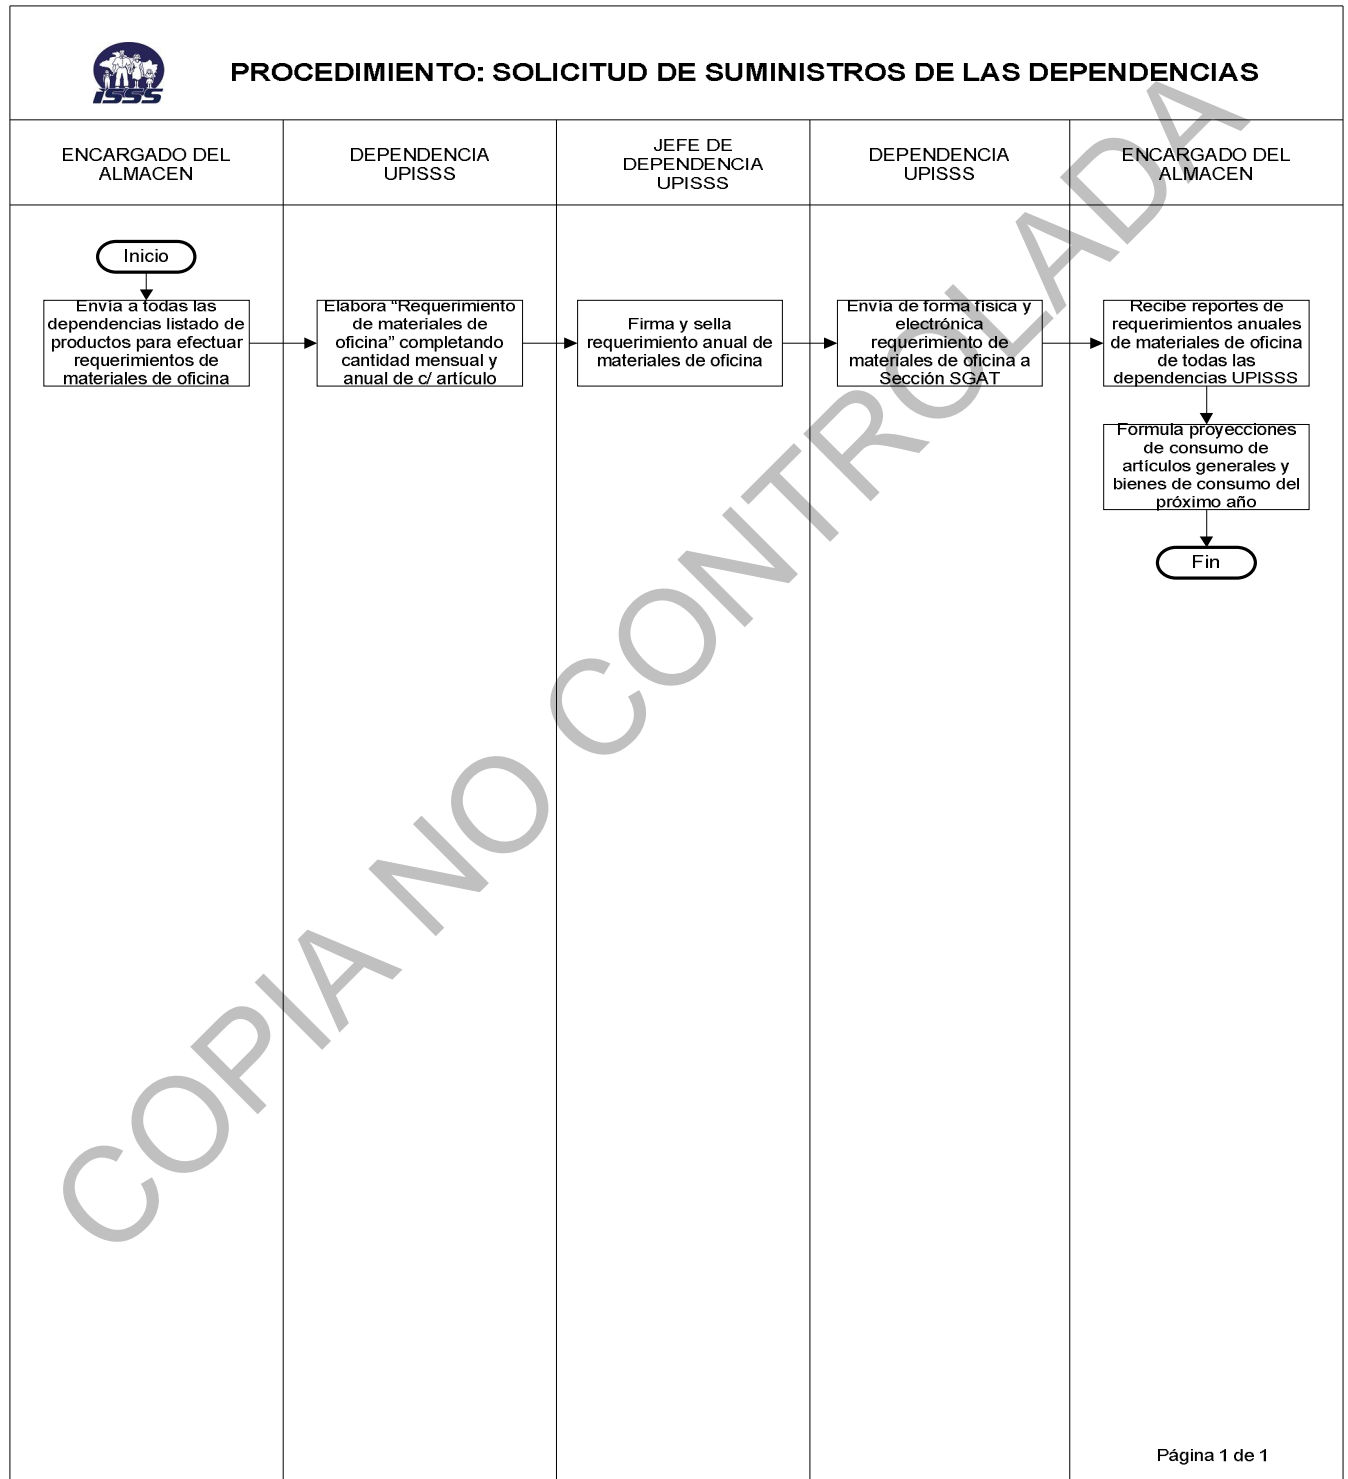 ISSS
PROCEDIMIENTO: SOLICITUD DE SUMINISTROS DE LAS DEPENDENCIAS
ENCARGADO DEL
ALMACEN
DEPENDENCIA
UPISSS
JEFE DE
DEPENDENCIA
UPISSS
DEPENDENCIA
UPISSS
ENCARGADO DEL
ALMACEN
Inicio
Envía a todas las
dependencias listado de
productos para efectuar
requerimientos de
materiales de oficina
Elabora “Requerimiento
de materiales de
oficina” completando
cantidad mensual y
anual de c/ artículo
Firma y sella
requerimiento anual de
materiales de oficina
Envía de forma física y
electrónica
requerimiento de
materiales de oficina a
Sección SGAT
Recibe reportes de
requerimientos anuales
de materiales de oficina
de todas las
dependencias UPISSS
Formula proyecciones
de consumo de
artículos generales y
bienes de consumo del
próximo año
Fin
COPIA NO CONTROLADA
Página 1 de 1